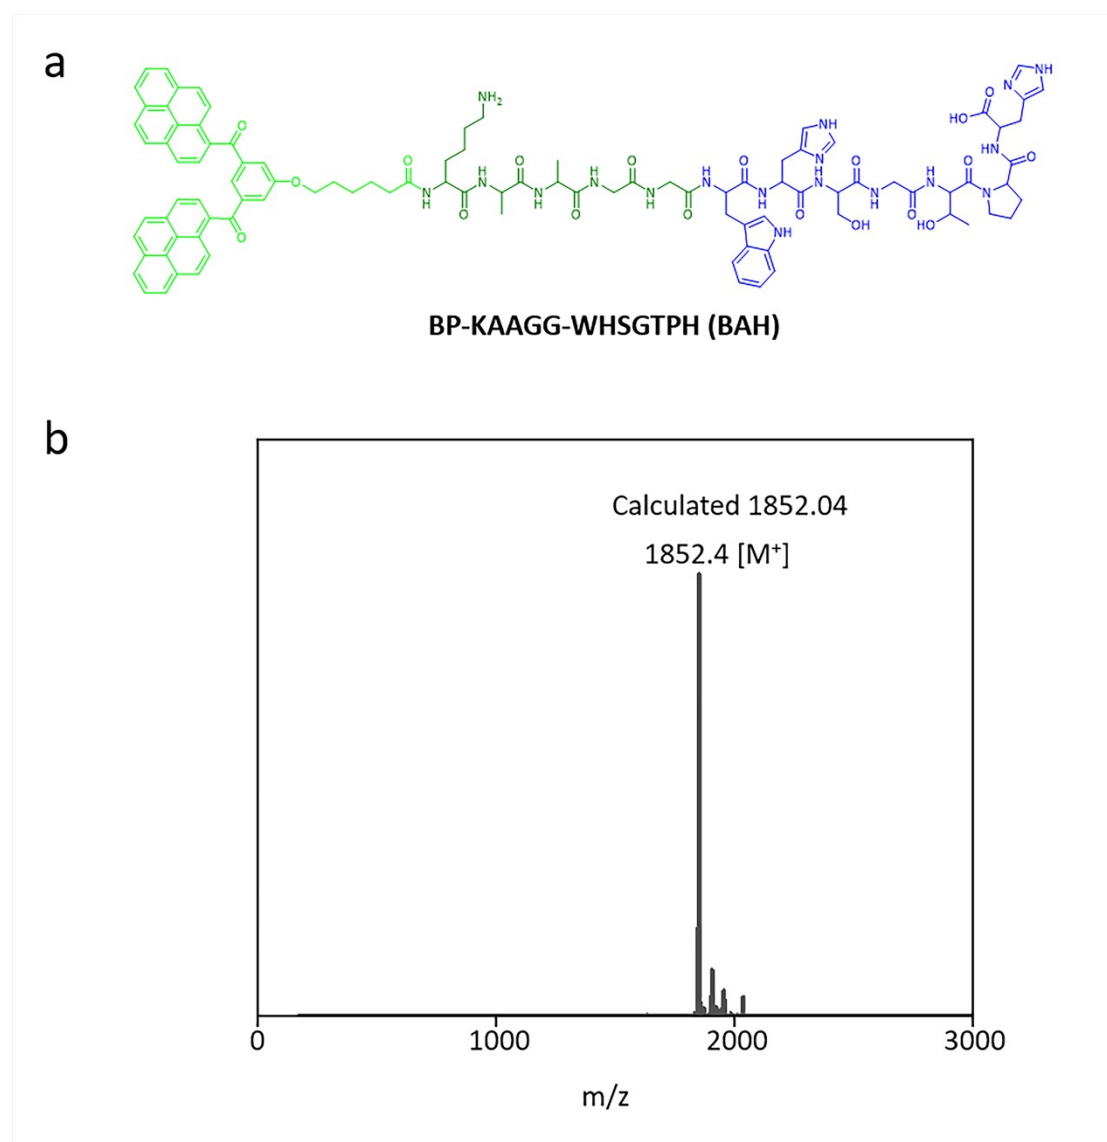 a
NH₂
O
O
O
O
HO
O
NH
N
NH
N
O
O
N
H
O
H
N
O
N
H
O
H
N
O
N
H
O
H
N
O
N
H
O
H
N
O
N
H
O
H
N
O
N
HN
O
OH
HO
NH
BP-KAAGG-WHSGTPH (BAH)
b
Calculated 1852.04
1852.4 [M⁺]
0 1000 2000 3000
m/z